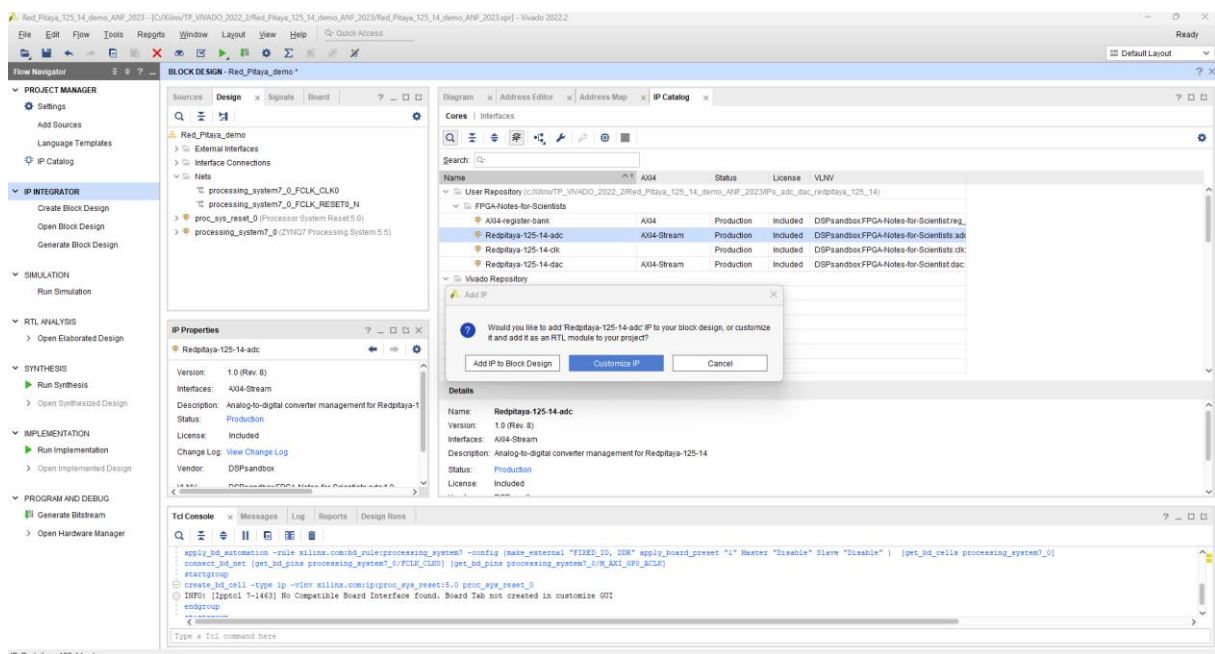 Red_Pitaya_125_14_demo_ANF_2023 - [C:/Xilinx/TP_VIVADO_2022_2/Red_Pitaya_125_14_demo_ANF_2023/Red_Pitaya_125_14_demo_ANF_2023.xpr] - Vivado 2022.2
File Edit Flow Tools Reports Window Layout View Help Quick Access
Ready
Default Layout
Flow Navigator
BLOCK DESIGN - Red_Pitaya_demo *
PROJECT MANAGER
Settings
Add Sources
Language Templates
IP Catalog
IP INTEGRATOR
Create Block Design
Open Block Design
Generate Block Design
SIMULATION
Run Simulation
RTL ANALYSIS
Open Elaborated Design
SYNTHESIS
Run Synthesis
Open Synthesized Design
IMPLEMENTATION
Run Implementation
Open Implemented Design
PROGRAM AND DEBUG
Generate Bitstream
Open Hardware Manager
Sources Design Signals Board
Red_Pitaya_demo
External Interfaces
Interface Connections
Nets
processing_system7_0_FCLK_CLK0
processing_system7_0_FCLK_RESET0_N
proc_sys_reset_0 (Processor System Reset:5.0)
processing_system7_0 (ZYNQ7 Processing System:5.5)
IP Properties
Redpitaya-125-14-adc
Version: 1.0 (Rev. 8)
Interfaces: AXI4-Stream
Description: Analog-to-digital converter management for Redpitaya-1
Status: Production
License: Included
Change Log: View Change Log
Vendor: DSPsandbox
Diagram Address Editor Address Map IP Catalog
Cores | Interfaces
Search:
Name AXI4 Status License VLNV
User Repository (c:/Xilinx/TP_VIVADO_2022_2/Red_Pitaya_125_14_demo_ANF_2023/IPs_adc_dac_redpitaya_125_14)
FPGA-Notes-for-Scientists
AXI4-register-bank AXI4 Production Included DSPsandbox:FPGA-Notes-for-Scientist:reg_
Redpitaya-125-14-adc AXI4-Stream Production Included DSPsandbox:FPGA-Notes-for-Scientists:adc
Redpitaya-125-14-clk Production Included DSPsandbox:FPGA-Notes-for-Scientists:clk:
Redpitaya-125-14-dac AXI4-Stream Production Included DSPsandbox:FPGA-Notes-for-Scientist:dac:
Vivado Repository
Add IP
Would you like to add 'Redpitaya-125-14-adc' IP to your block design, or customize
it and add it as an RTL module to your project?
Add IP to Block Design Customize IP Cancel
Details
Name: Redpitaya-125-14-adc
Version: 1.0 (Rev. 8)
Interfaces: AXI4-Stream
Description: Analog-to-digital converter management for Redpitaya-125-14
Status: Production
License: Included
Tcl Console Messages Log Reports Design Runs
apply_bd_automation -rule xilinx.com:bd_rule:processing_system7 -config {make_external "FIXED_IO, DDR" apply_board_preset "1" Master "Disable" Slave "Disable" } [get_bd_cells processing_system7_0]
connect_bd_net [get_bd_pins processing_system7_0/FCLK_CLK0] [get_bd_pins processing_system7_0/M_AXI_GP0_ACLK]
startgroup
create_bd_cell -type ip -vlnv xilinx.com:ip:proc_sys_reset:5.0 proc_sys_reset_0
INFO: [Ipptcl 7-1463] No Compatible Board Interface found. Board Tab not created in customize GUI
endgroup
Type a Tcl command here